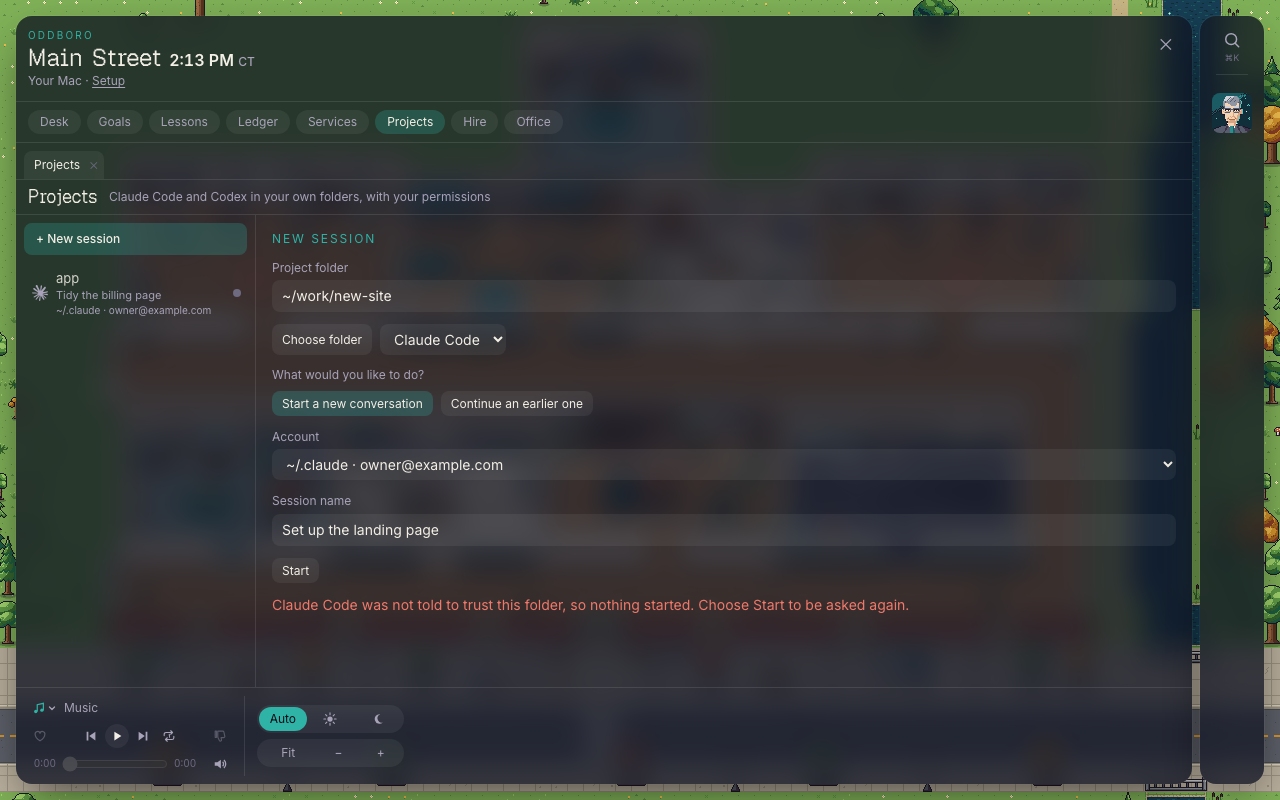 ODDBORO
Main Street 2:13 PM CT
Your Mac · Setup
⌘K
Desk Goals Lessons Ledger Services Projects Hire Office
Projects ×
Projects Claude Code and Codex in your own folders, with your permissions
+ New session
app
Tidy the billing page
~/.claude · owner@example.com
NEW SESSION
Project folder
~/work/new-site
Choose folder Claude Code
What would you like to do?
Start a new conversation Continue an earlier one
Account
~/.claude · owner@example.com
Session name
Set up the landing page
Start
Claude Code was not told to trust this folder, so nothing started. Choose Start to be asked again.
Music
0:00 0:00
Auto
Fit − +